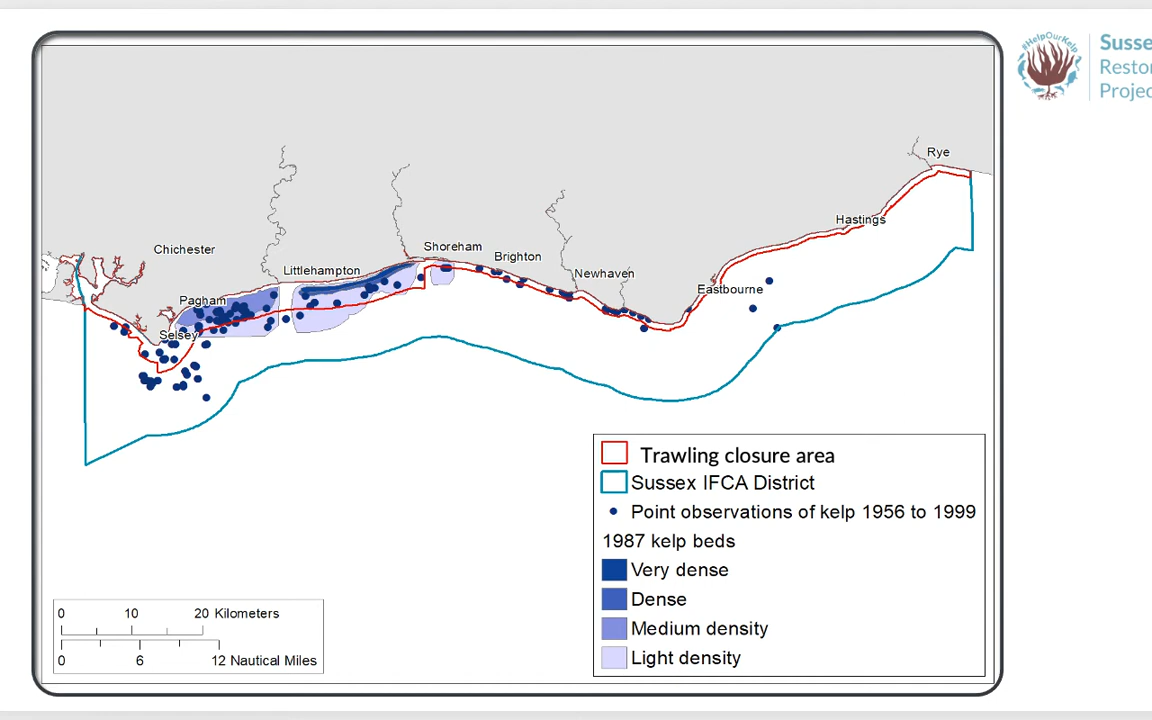 #HelpOurKelp
Susse
Restor
Projec
Rye
Hastings
Chichester
Shoreham
Brighton
Littlehampton
Newhaven
Eastbourne
Pagham
Selsey
Trawling closure area
Sussex IFCA District
Point observations of kelp 1956 to 1999
1987 kelp beds
Very dense
Dense
Medium density
Light density
0 10 20 Kilometers
0 6 12 Nautical Miles